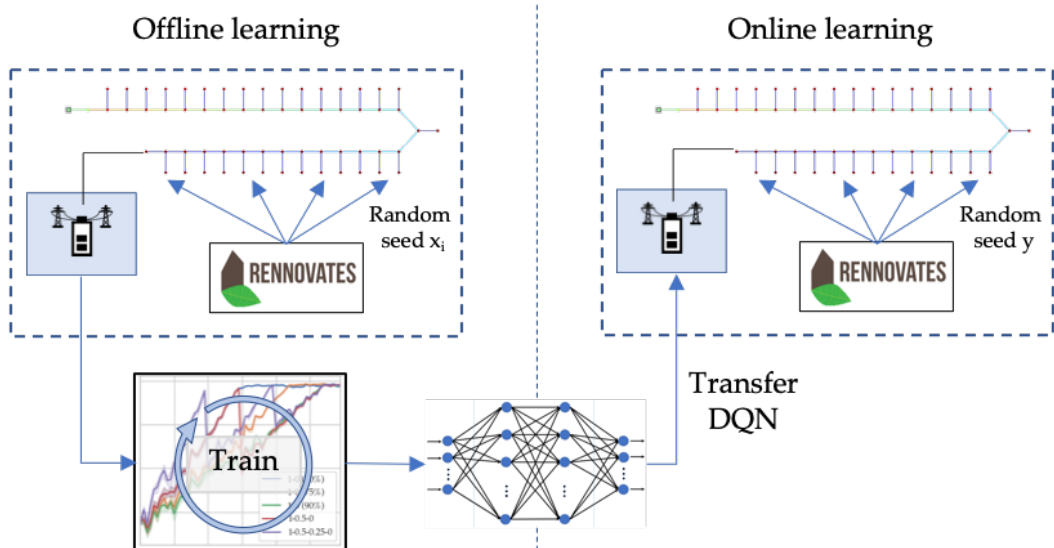 Offline learning
Online learning
Random
seed xᵢ
RENNOVATES
Random
seed y
RENNOVATES
Train
(90%)
1-0.5-0
1-0.5-0.25-0
Transfer
DQN